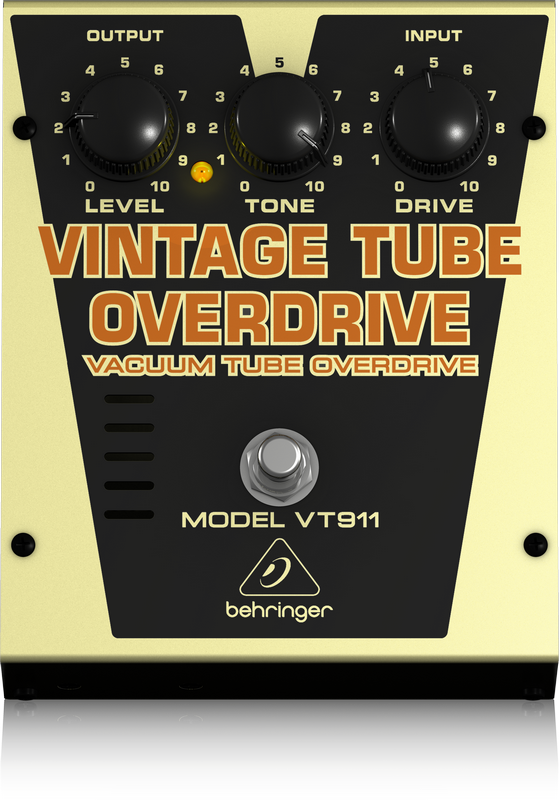 OUTPUT INPUT
0 1 2 3 4 5 6 7 8 9 10
0 1 2 3 4 5 6 7 8 9 10
0 1 2 3 4 5 6 7 8 9 10
LEVEL TONE DRIVE
VINTAGE TUBE
OVERDRIVE
VACUUM TUBE OVERDRIVE
MODEL VT911
behringer